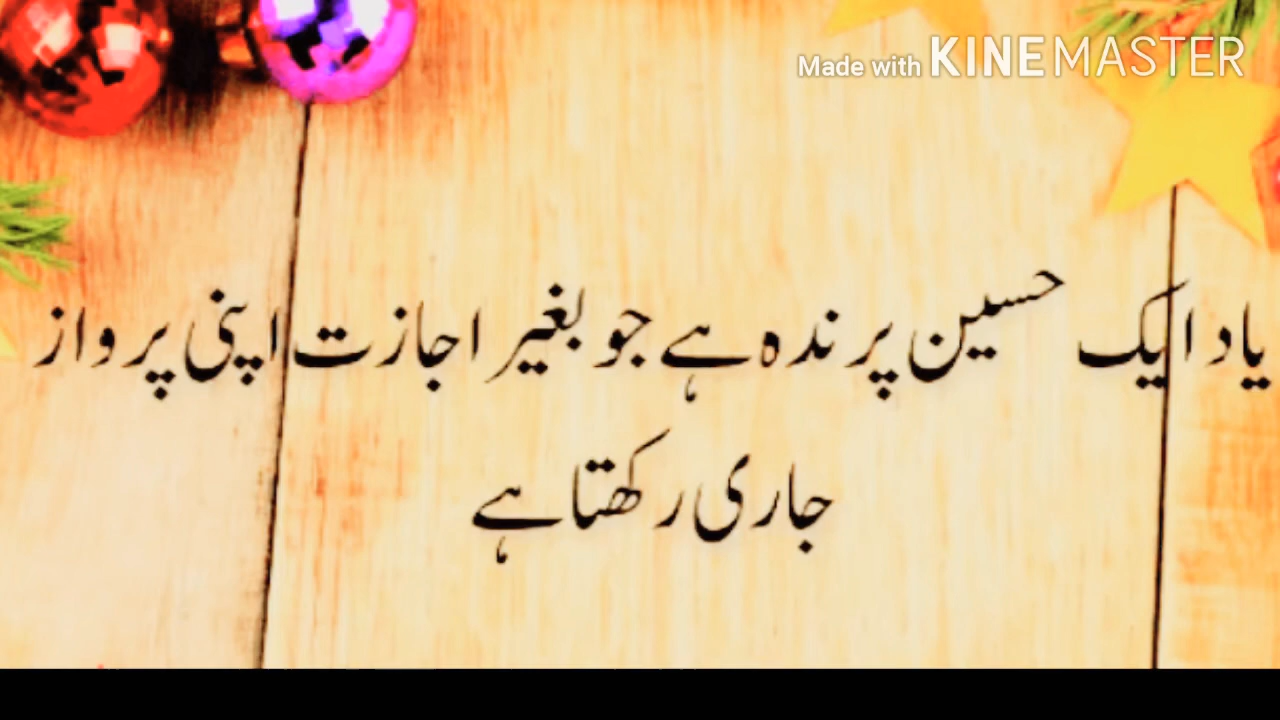 Made with KINEMASTER
یاد ایک حسین پرندہ ہے جو بغیر اجازت اپنی پرواز
جاری رکھتا ہے